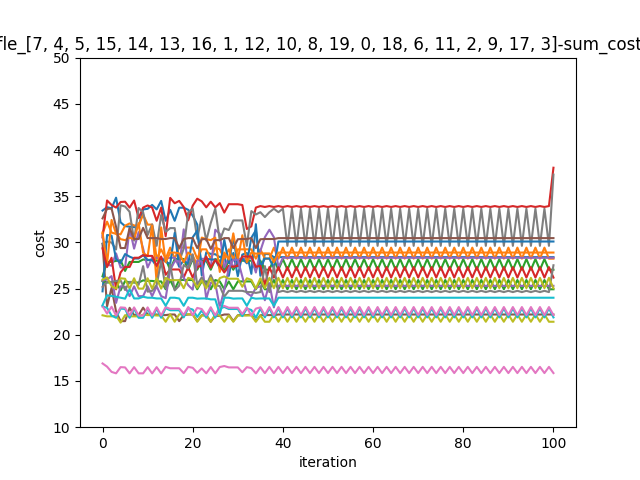 fle_[7, 4, 5, 15, 14, 13, 16, 1, 12, 10, 8, 19, 0, 18, 6, 11, 2, 9, 17, 3]-sum_cost
50
45
40
35
30
25
20
15
10
cost
0 20 40 60 80 100
iteration